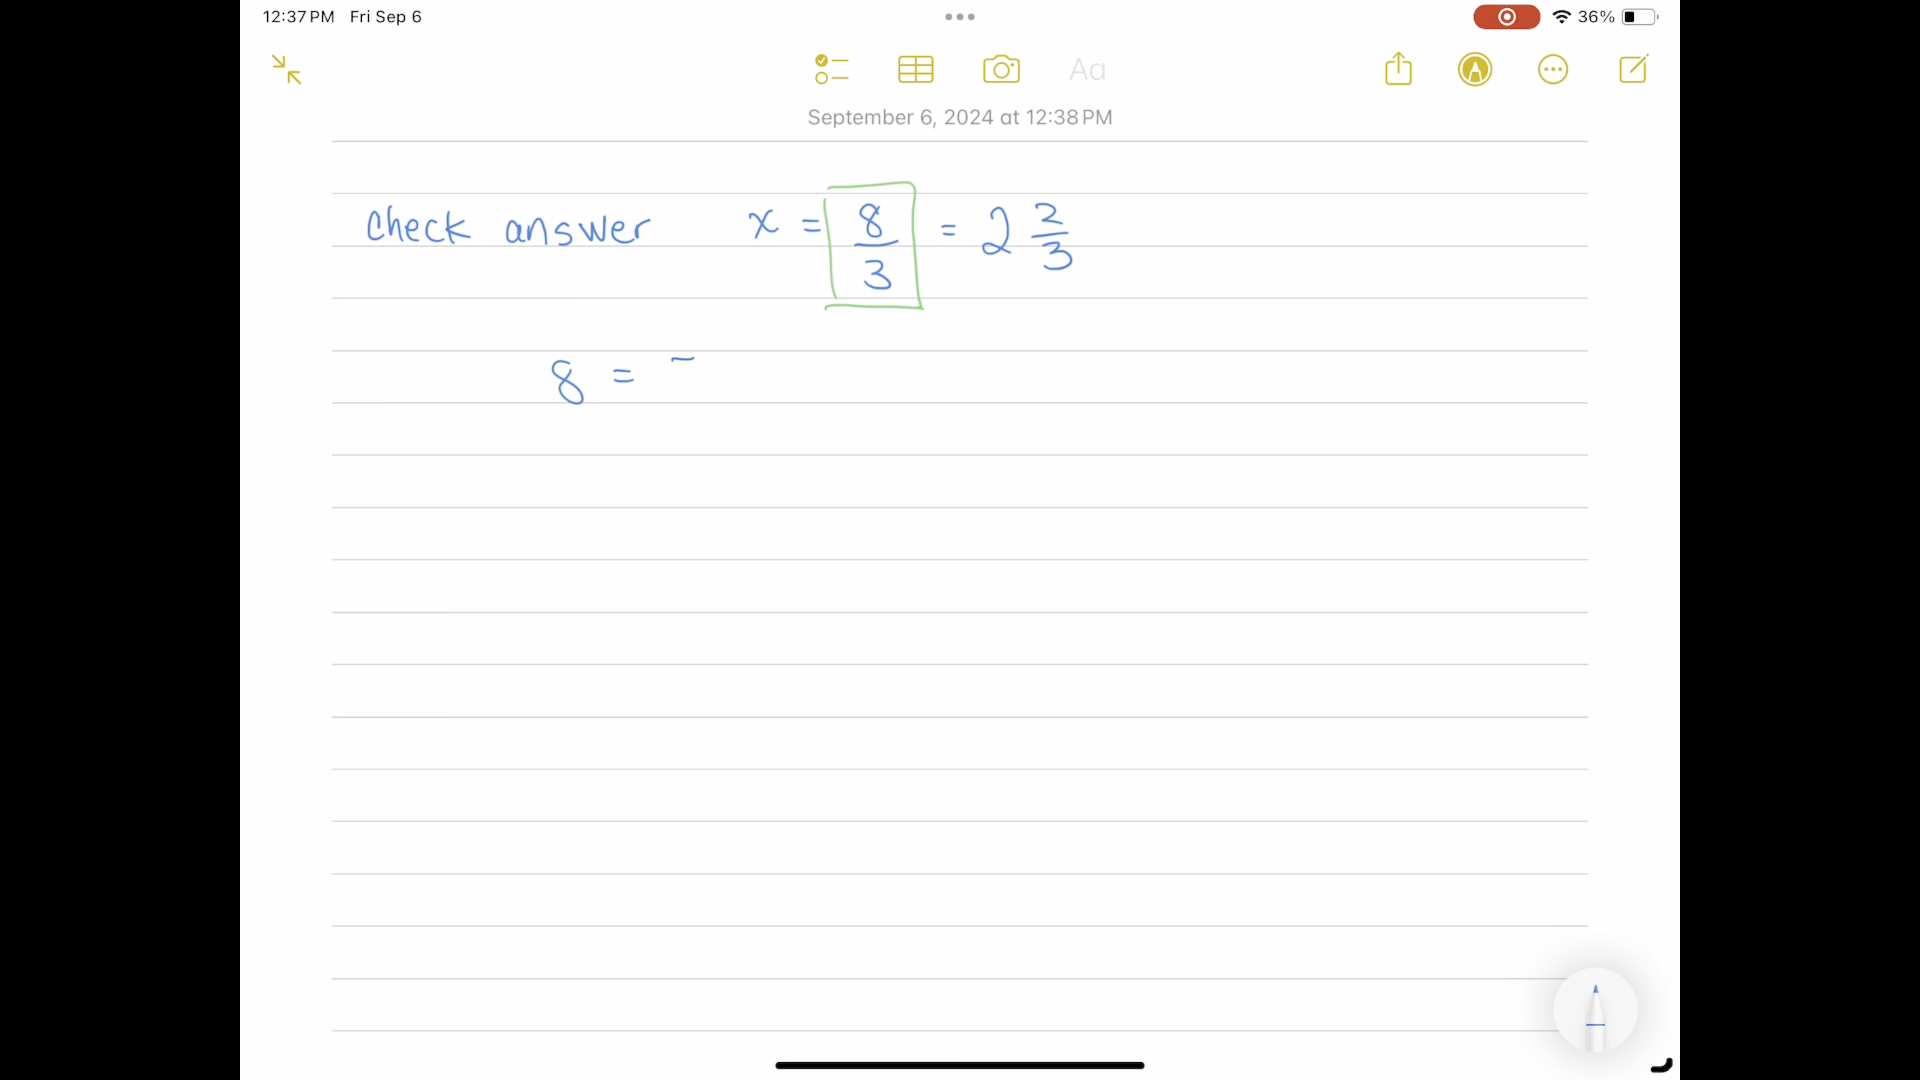 12:37 PM Fri Sep 6
36%
Aa
September 6, 2024 at 12:38 PM
check answer x = 8/3 = 2 2/3
8 =